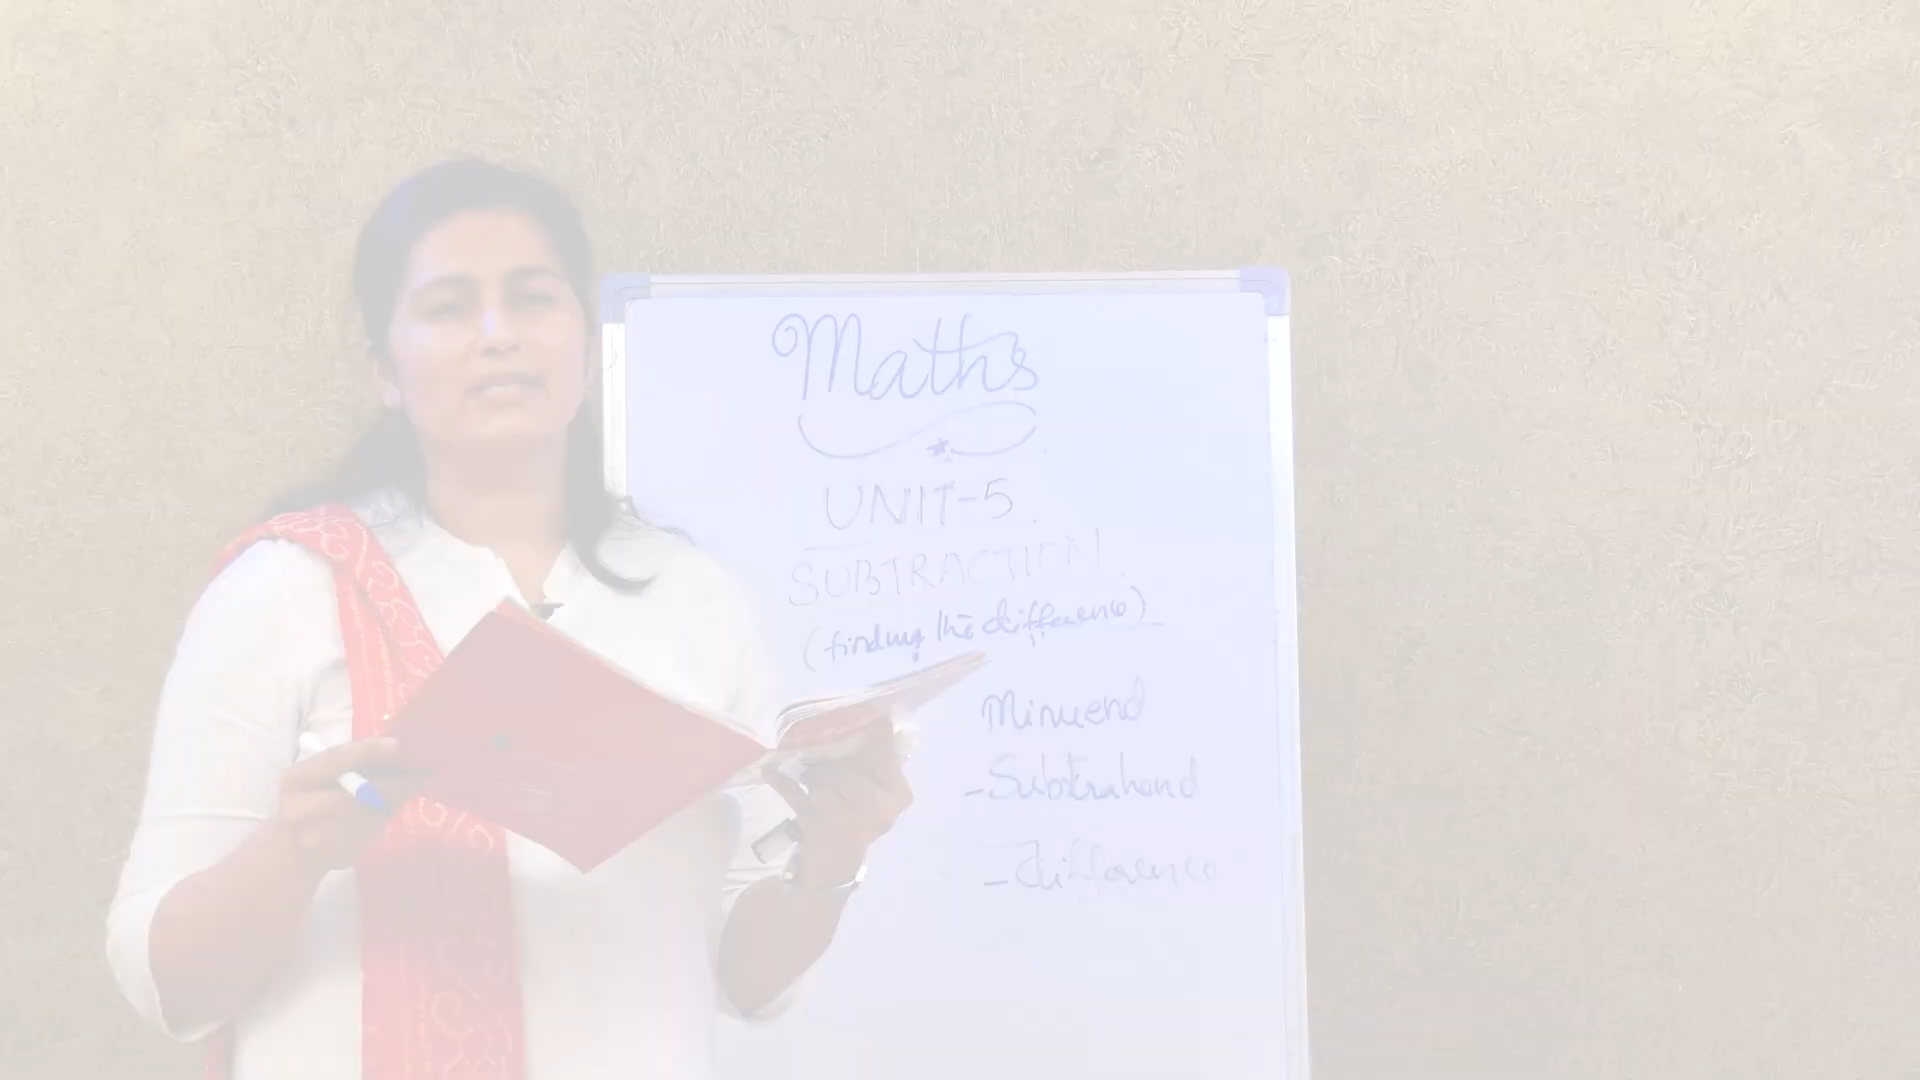 Maths
UNIT-5
SUBTRACTION
(finding the difference)
Minuend
-Subtrahend
-difference